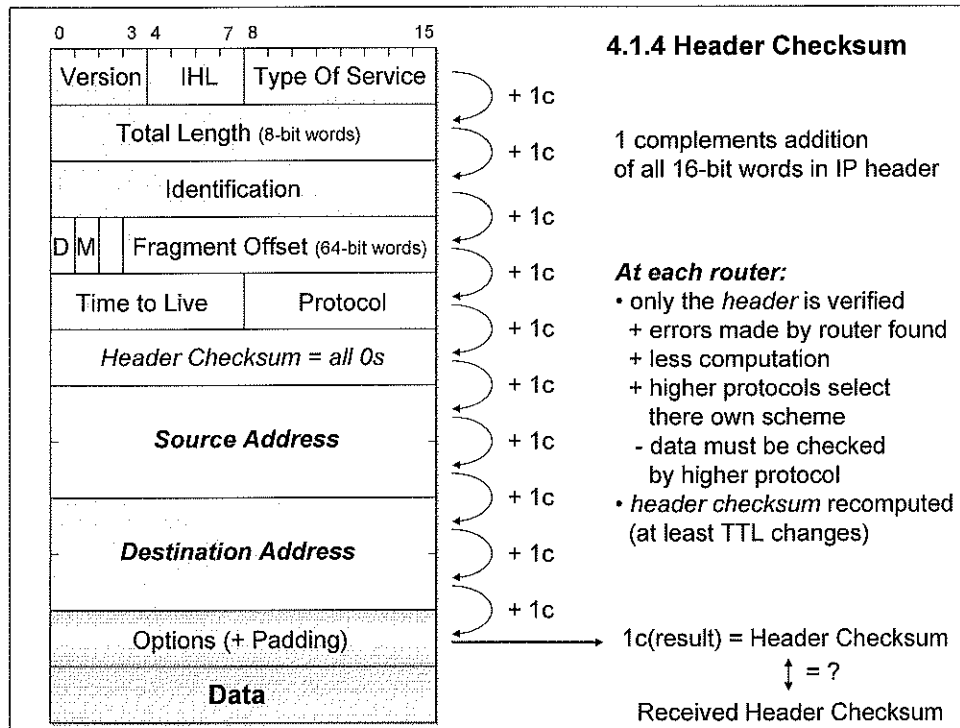 0 3 4 7 8 15
4.1.4 Header Checksum
Version IHL Type Of Service
+ 1c
Total Length (8-bit words)
+ 1c
1 complements addition
of all 16-bit words in IP header
Identification
+ 1c
D M Fragment Offset (64-bit words)
+ 1c
Time to Live Protocol
+ 1c
Header Checksum = all 0s
+ 1c
Source Address
+ 1c
+ 1c
Destination Address
+ 1c
+ 1c
Options (+ Padding)
Data
At each router:
• only the header is verified
+ errors made by router found
+ less computation
+ higher protocols select
there own scheme
- data must be checked
by higher protocol
• header checksum recomputed
(at least TTL changes)
1c(result) = Header Checksum
= ?
Received Header Checksum